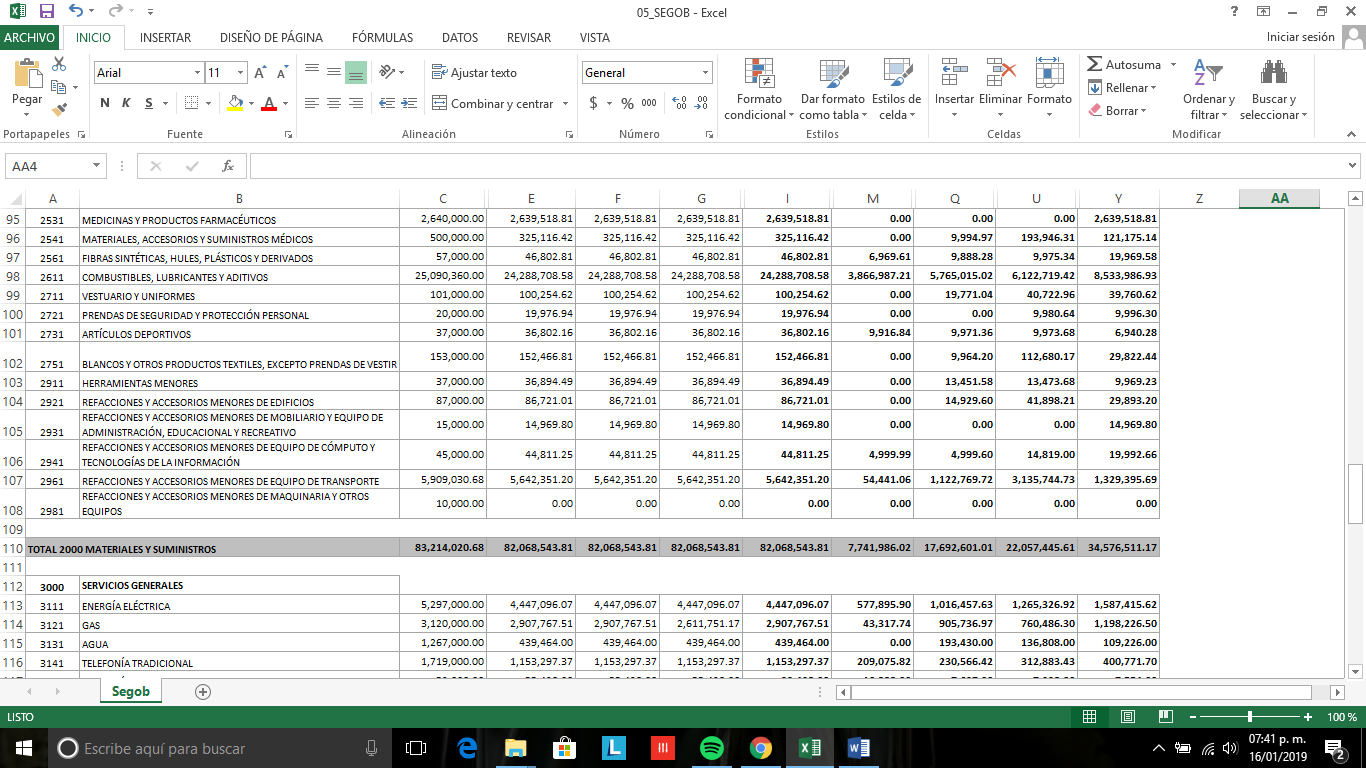 05_SEGOB - Excel
ARCHIVO INICIO INSERTAR DISEÑO DE PÁGINA FÓRMULAS DATOS REVISAR VISTA Iniciar sesión
Arial 11 Ajustar texto General Autosuma
Pegar N K S Combinar y centrar $ % 000 Formato condicional Dar formato como tabla Estilos de celda Insertar Eliminar Formato Rellenar Borrar Ordenar y filtrar Buscar y seleccionar
Portapapeles Fuente Alineación Número Estilos Celdas Modificar
AA4 fx
A B C E F G I M Q U Y Z AA
95 2531 MEDICINAS Y PRODUCTOS FARMACÉUTICOS 2,640,000.00 2,639,518.81 2,639,518.81 2,639,518.81 2,639,518.81 0.00 0.00 0.00 2,639,518.81
96 2541 MATERIALES, ACCESORIOS Y SUMINISTROS MÉDICOS 500,000.00 325,116.42 325,116.42 325,116.42 325,116.42 0.00 9,994.97 193,946.31 121,175.14
97 2561 FIBRAS SINTÉTICAS, HULES, PLÁSTICOS Y DERIVADOS 57,000.00 46,802.81 46,802.81 46,802.81 46,802.81 6,969.61 9,888.28 9,975.34 19,969.58
98 2611 COMBUSTIBLES, LUBRICANTES Y ADITIVOS 25,090,360.00 24,288,708.58 24,288,708.58 24,288,708.58 24,288,708.58 3,866,987.21 5,765,015.02 6,122,719.42 8,533,986.93
99 2711 VESTUARIO Y UNIFORMES 101,000.00 100,254.62 100,254.62 100,254.62 100,254.62 0.00 19,771.04 40,722.96 39,760.62
100 2721 PRENDAS DE SEGURIDAD Y PROTECCIÓN PERSONAL 20,000.00 19,976.94 19,976.94 19,976.94 19,976.94 0.00 0.00 9,980.64 9,996.30
101 2731 ARTÍCULOS DEPORTIVOS 37,000.00 36,802.16 36,802.16 36,802.16 36,802.16 9,916.84 9,971.36 9,973.68 6,940.28
102 2751 BLANCOS Y OTROS PRODUCTOS TEXTILES, EXCEPTO PRENDAS DE VESTIR 153,000.00 152,466.81 152,466.81 152,466.81 152,466.81 0.00 9,964.20 112,680.17 29,822.44
103 2911 HERRAMIENTAS MENORES 37,000.00 36,894.49 36,894.49 36,894.49 36,894.49 0.00 13,451.58 13,473.68 9,969.23
104 2921 REFACCIONES Y ACCESORIOS MENORES DE EDIFICIOS 87,000.00 86,721.01 86,721.01 86,721.01 86,721.01 0.00 14,929.60 41,898.21 29,893.20
REFACCIONES Y ACCESORIOS MENORES DE MOBILIARIO Y EQUIPO DE
105 2931 ADMINISTRACIÓN, EDUCACIONAL Y RECREATIVO 15,000.00 14,969.80 14,969.80 14,969.80 14,969.80 0.00 0.00 0.00 14,969.80
REFACCIONES Y ACCESORIOS MENORES DE EQUIPO DE CÓMPUTO Y
106 2941 TECNOLOGÍAS DE LA INFORMACIÓN 45,000.00 44,811.25 44,811.25 44,811.25 44,811.25 4,999.99 4,999.60 14,819.00 19,992.66
107 2961 REFACCIONES Y ACCESORIOS MENORES DE EQUIPO DE TRANSPORTE 5,909,030.68 5,642,351.20 5,642,351.20 5,642,351.20 5,642,351.20 54,441.06 1,122,769.72 3,135,744.73 1,329,395.69
REFACCIONES Y ACCESORIOS MENORES DE MAQUINARIA Y OTROS
108 2981 EQUIPOS 10,000.00 0.00 0.00 0.00 0.00 0.00 0.00 0.00 0.00
109
110 TOTAL 2000 MATERIALES Y SUMINISTROS 83,214,020.68 82,068,543.81 82,068,543.81 82,068,543.81 82,068,543.81 7,741,986.02 17,692,601.01 22,057,445.61 34,576,511.17
111
112 3000 SERVICIOS GENERALES
113 3111 ENERGÍA ELÉCTRICA 5,297,000.00 4,447,096.07 4,447,096.07 4,447,096.07 4,447,096.07 577,895.90 1,016,457.63 1,265,326.92 1,587,415.62
114 3121 GAS 3,120,000.00 2,907,767.51 2,907,767.51 2,611,751.17 2,907,767.51 43,317.74 905,736.97 760,486.30 1,198,226.50
115 3131 AGUA 1,267,000.00 439,464.00 439,464.00 439,464.00 439,464.00 0.00 193,430.00 136,808.00 109,226.00
116 3141 TELEFONÍA TRADICIONAL 1,719,000.00 1,153,297.37 1,153,297.37 1,153,297.37 1,153,297.37 209,075.82 230,566.42 312,883.43 400,771.70
Segob
LISTO 100 %
Escribe aquí para buscar 07:41 p. m.
16/01/2019 2